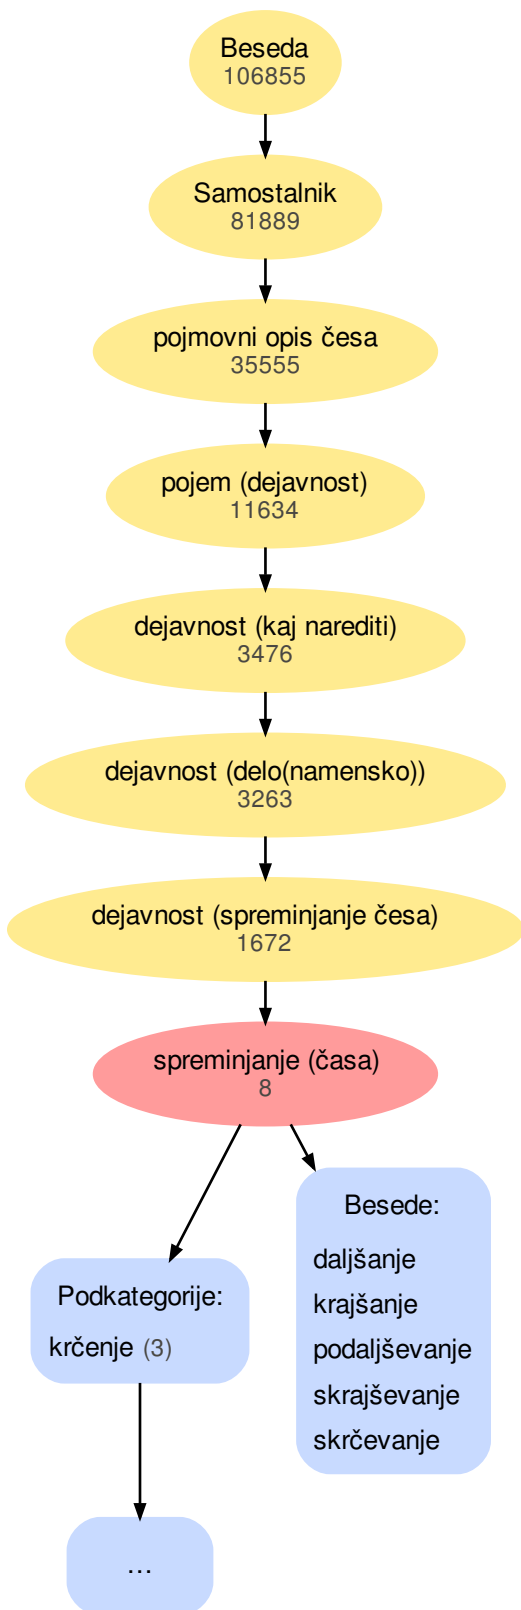 Beseda
106855
Samostalnik
81889
pojmovni opis česa
35555
pojem (dejavnost)
11634
dejavnost (kaj narediti)
3476
dejavnost (delo(namensko))
3263
dejavnost (spreminjanje česa)
1672
spreminjanje (časa)
8
Besede:
daljšanje
krajšanje
podaljševanje
skrajševanje
skrčevanje
Podkategorije:
krčenje (3)
...